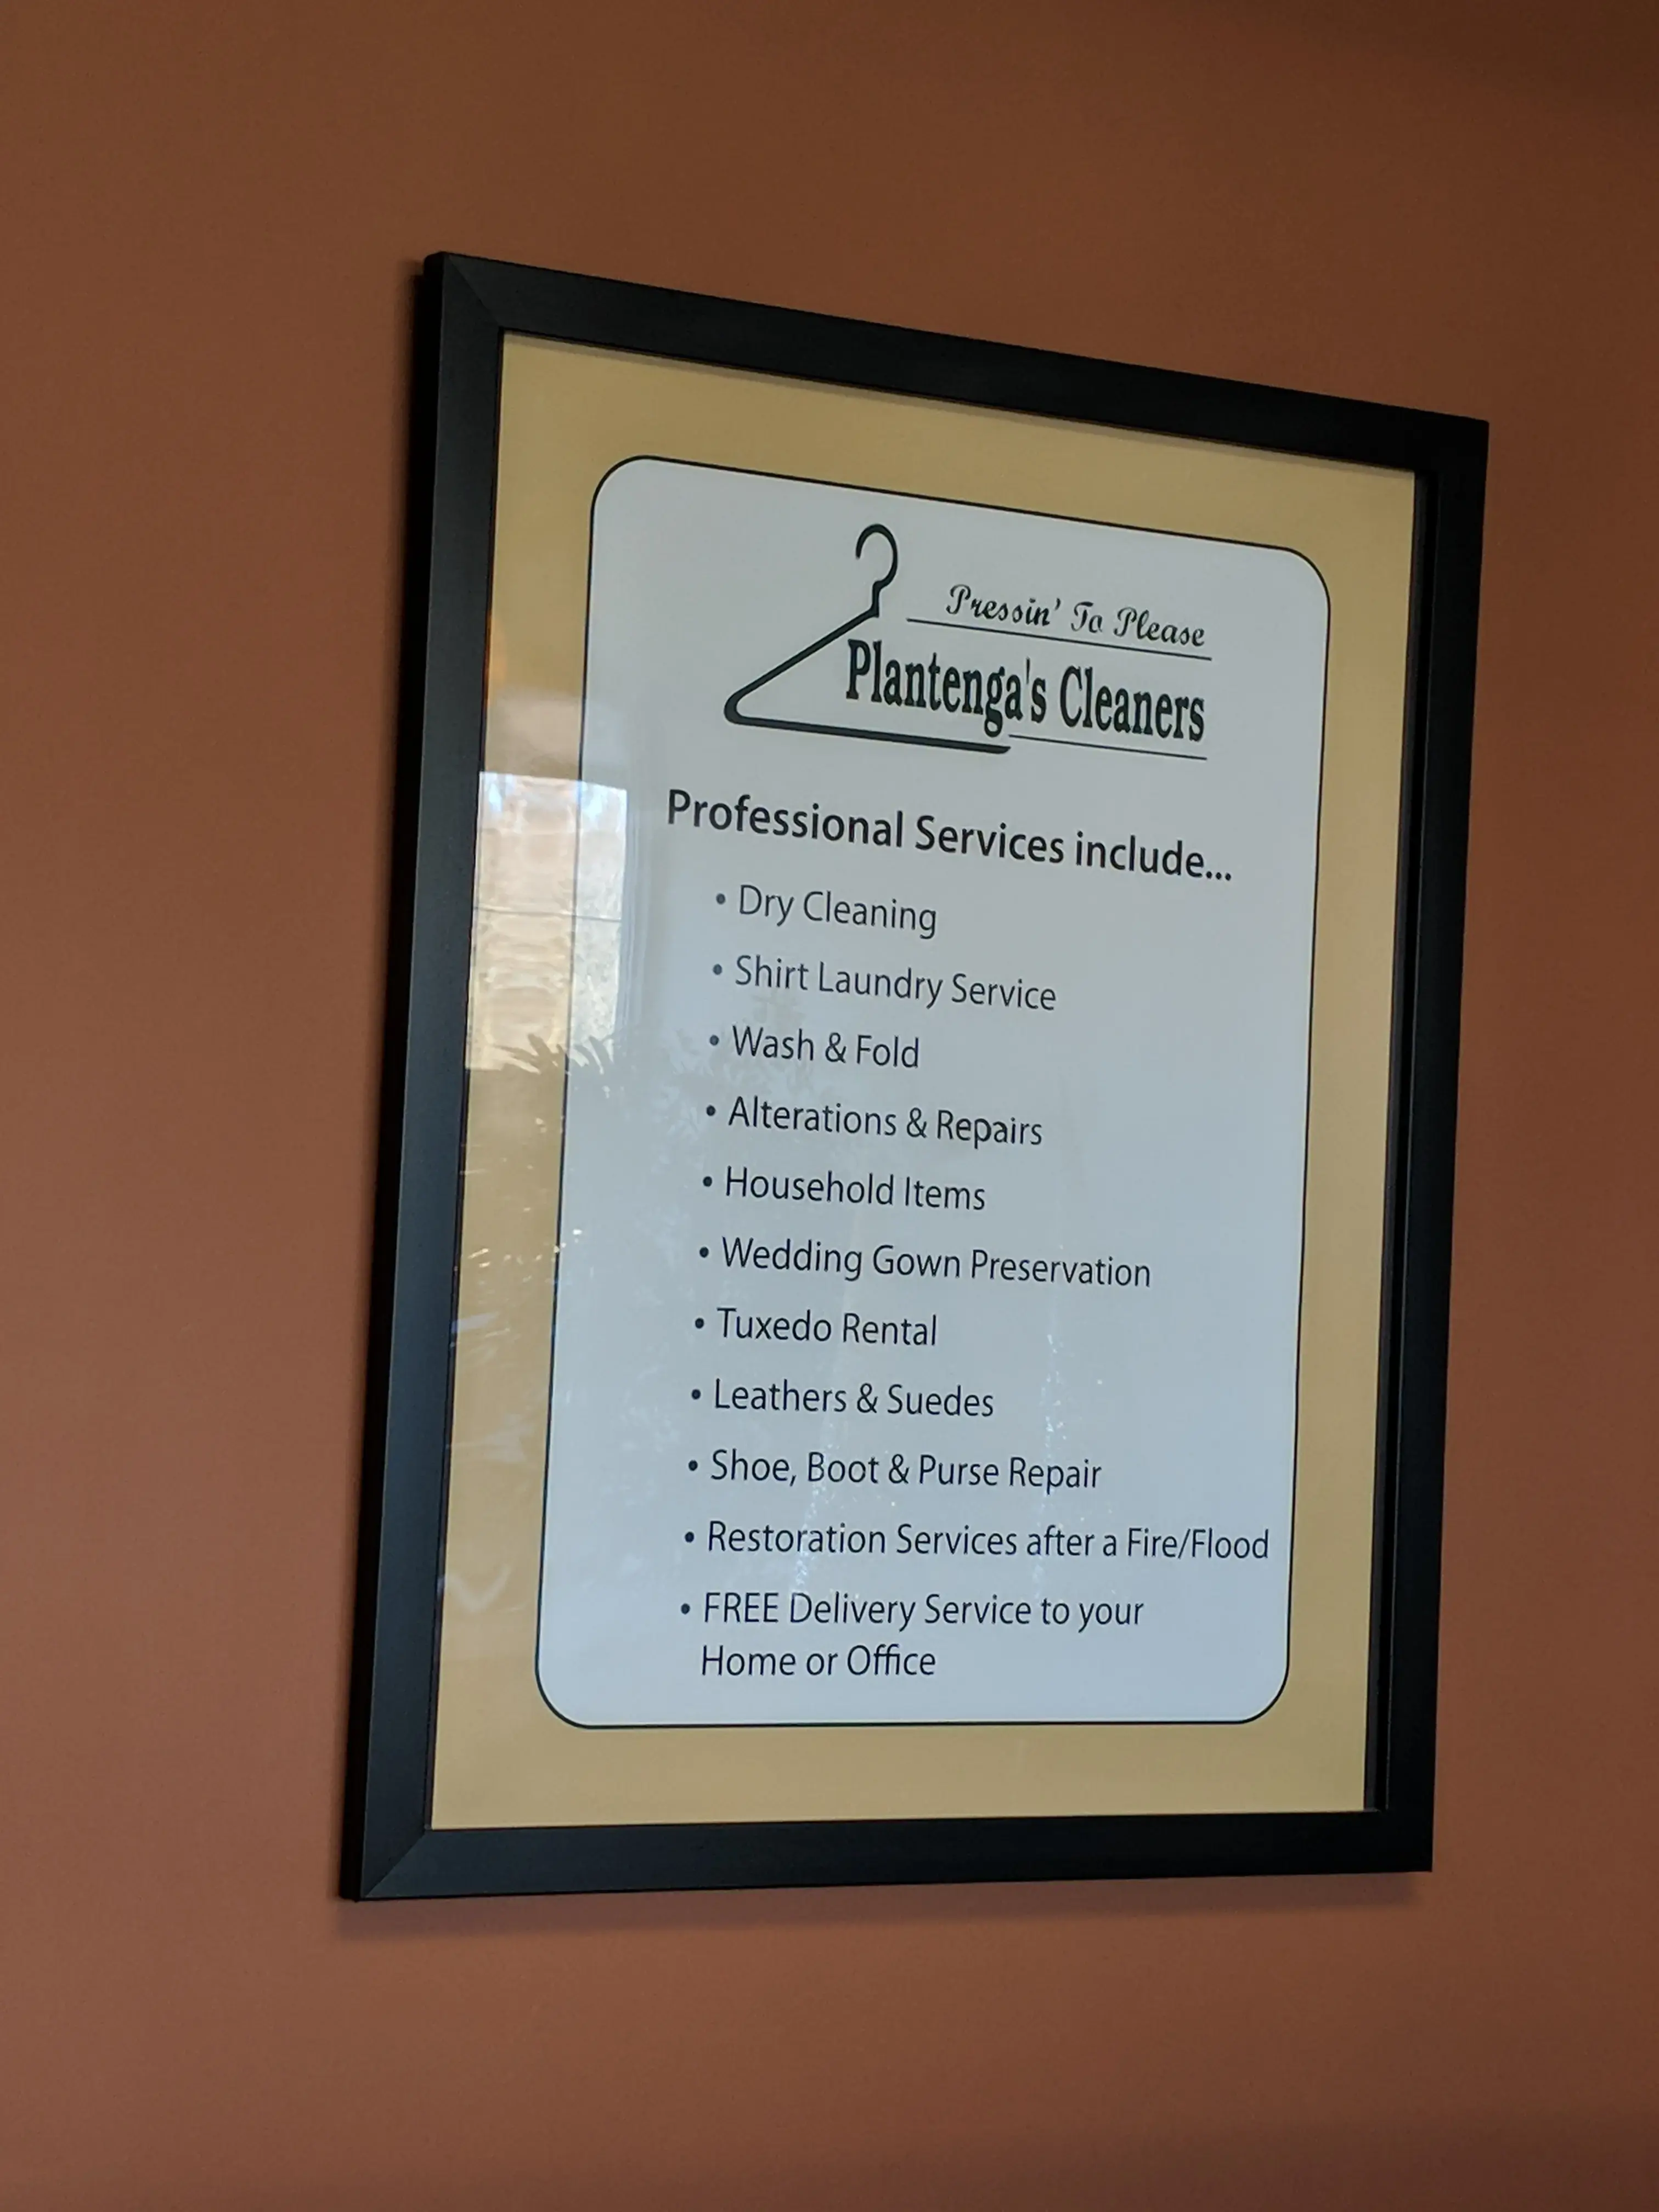 Pressin' To Please
Plantenga's Cleaners
Professional Services include...
• Dry Cleaning
• Shirt Laundry Service
• Wash & Fold
• Alterations & Repairs
• Household Items
• Wedding Gown Preservation
• Tuxedo Rental
• Leathers & Suedes
• Shoe, Boot & Purse Repair
• Restoration Services after a Fire/Flood
• FREE Delivery Service to your
Home or Office